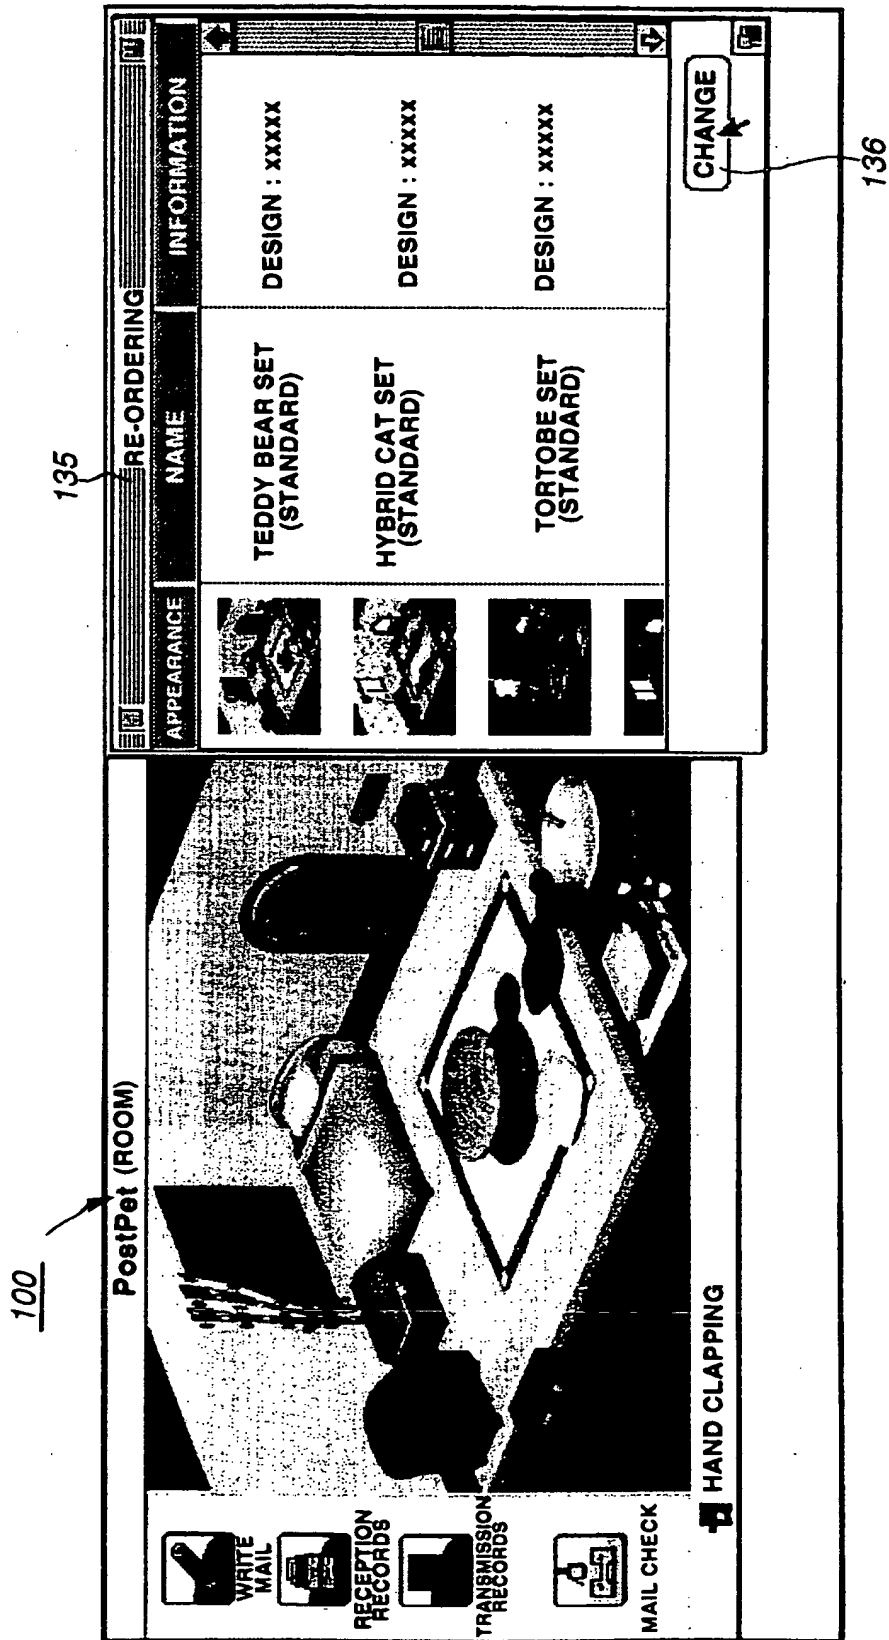 100
PostPet (ROOM)
WRITE
MAIL
RECEPTION
RECORDS
TRANSMISSION
RECORDS
MAIL CHECK
HAND CLAPPING
135
RE-ORDERING
APPEARANCE
NAME
INFORMATION
TEDDY BEAR SET
(STANDARD)
DESIGN : xxxxx
HYBRID CAT SET
(STANDARD)
DESIGN : xxxxx
TORTOBE SET
(STANDARD)
DESIGN : xxxxx
CHANGE
136